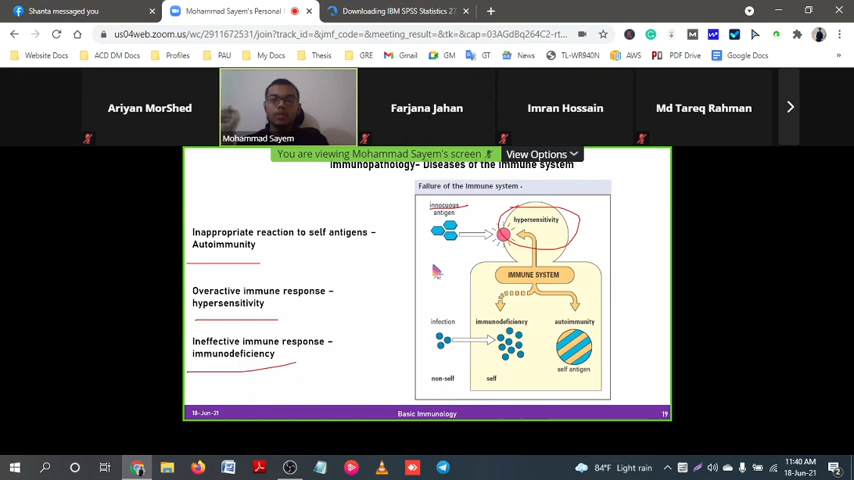 Shanta messaged you
Mohammad Sayem's Personal
Downloading IBM SPSS Statistics 27
us04web.zoom.us/wc/2911672531/join?track_id=&jmf_code=&meeting_result=&tk=&cap=03AGdBq264C2-rt...
Website Docs
ACD DM Docs
Profiles
PAU
My Docs
Thesis
GRE
Gmail
GM
GT
News
TL-WR940N
AWS
PDF Drive
Google Docs
Ariyan MorShed
Mohammad Sayem
Farjana Jahan
Imran Hossain
Md Tareq Rahman
You are viewing Mohammad Sayem's screen
View Options
Immunopathology- Diseases of the immune system
Failure of the immune system .
innocuous
antigen
hypersensitivity
Inappropriate reaction to self antigens –
Autoimmunity
IMMUNE SYSTEM
Overactive immune response –
hypersensitivity
infection
immunodeficiency
autoimmunity
Ineffective immune response –
immunodeficiency
self antigen
non-self
self
18-Jun-21
Basic Immunology
19
84°F Light rain
11:40 AM
18-Jun-21
2